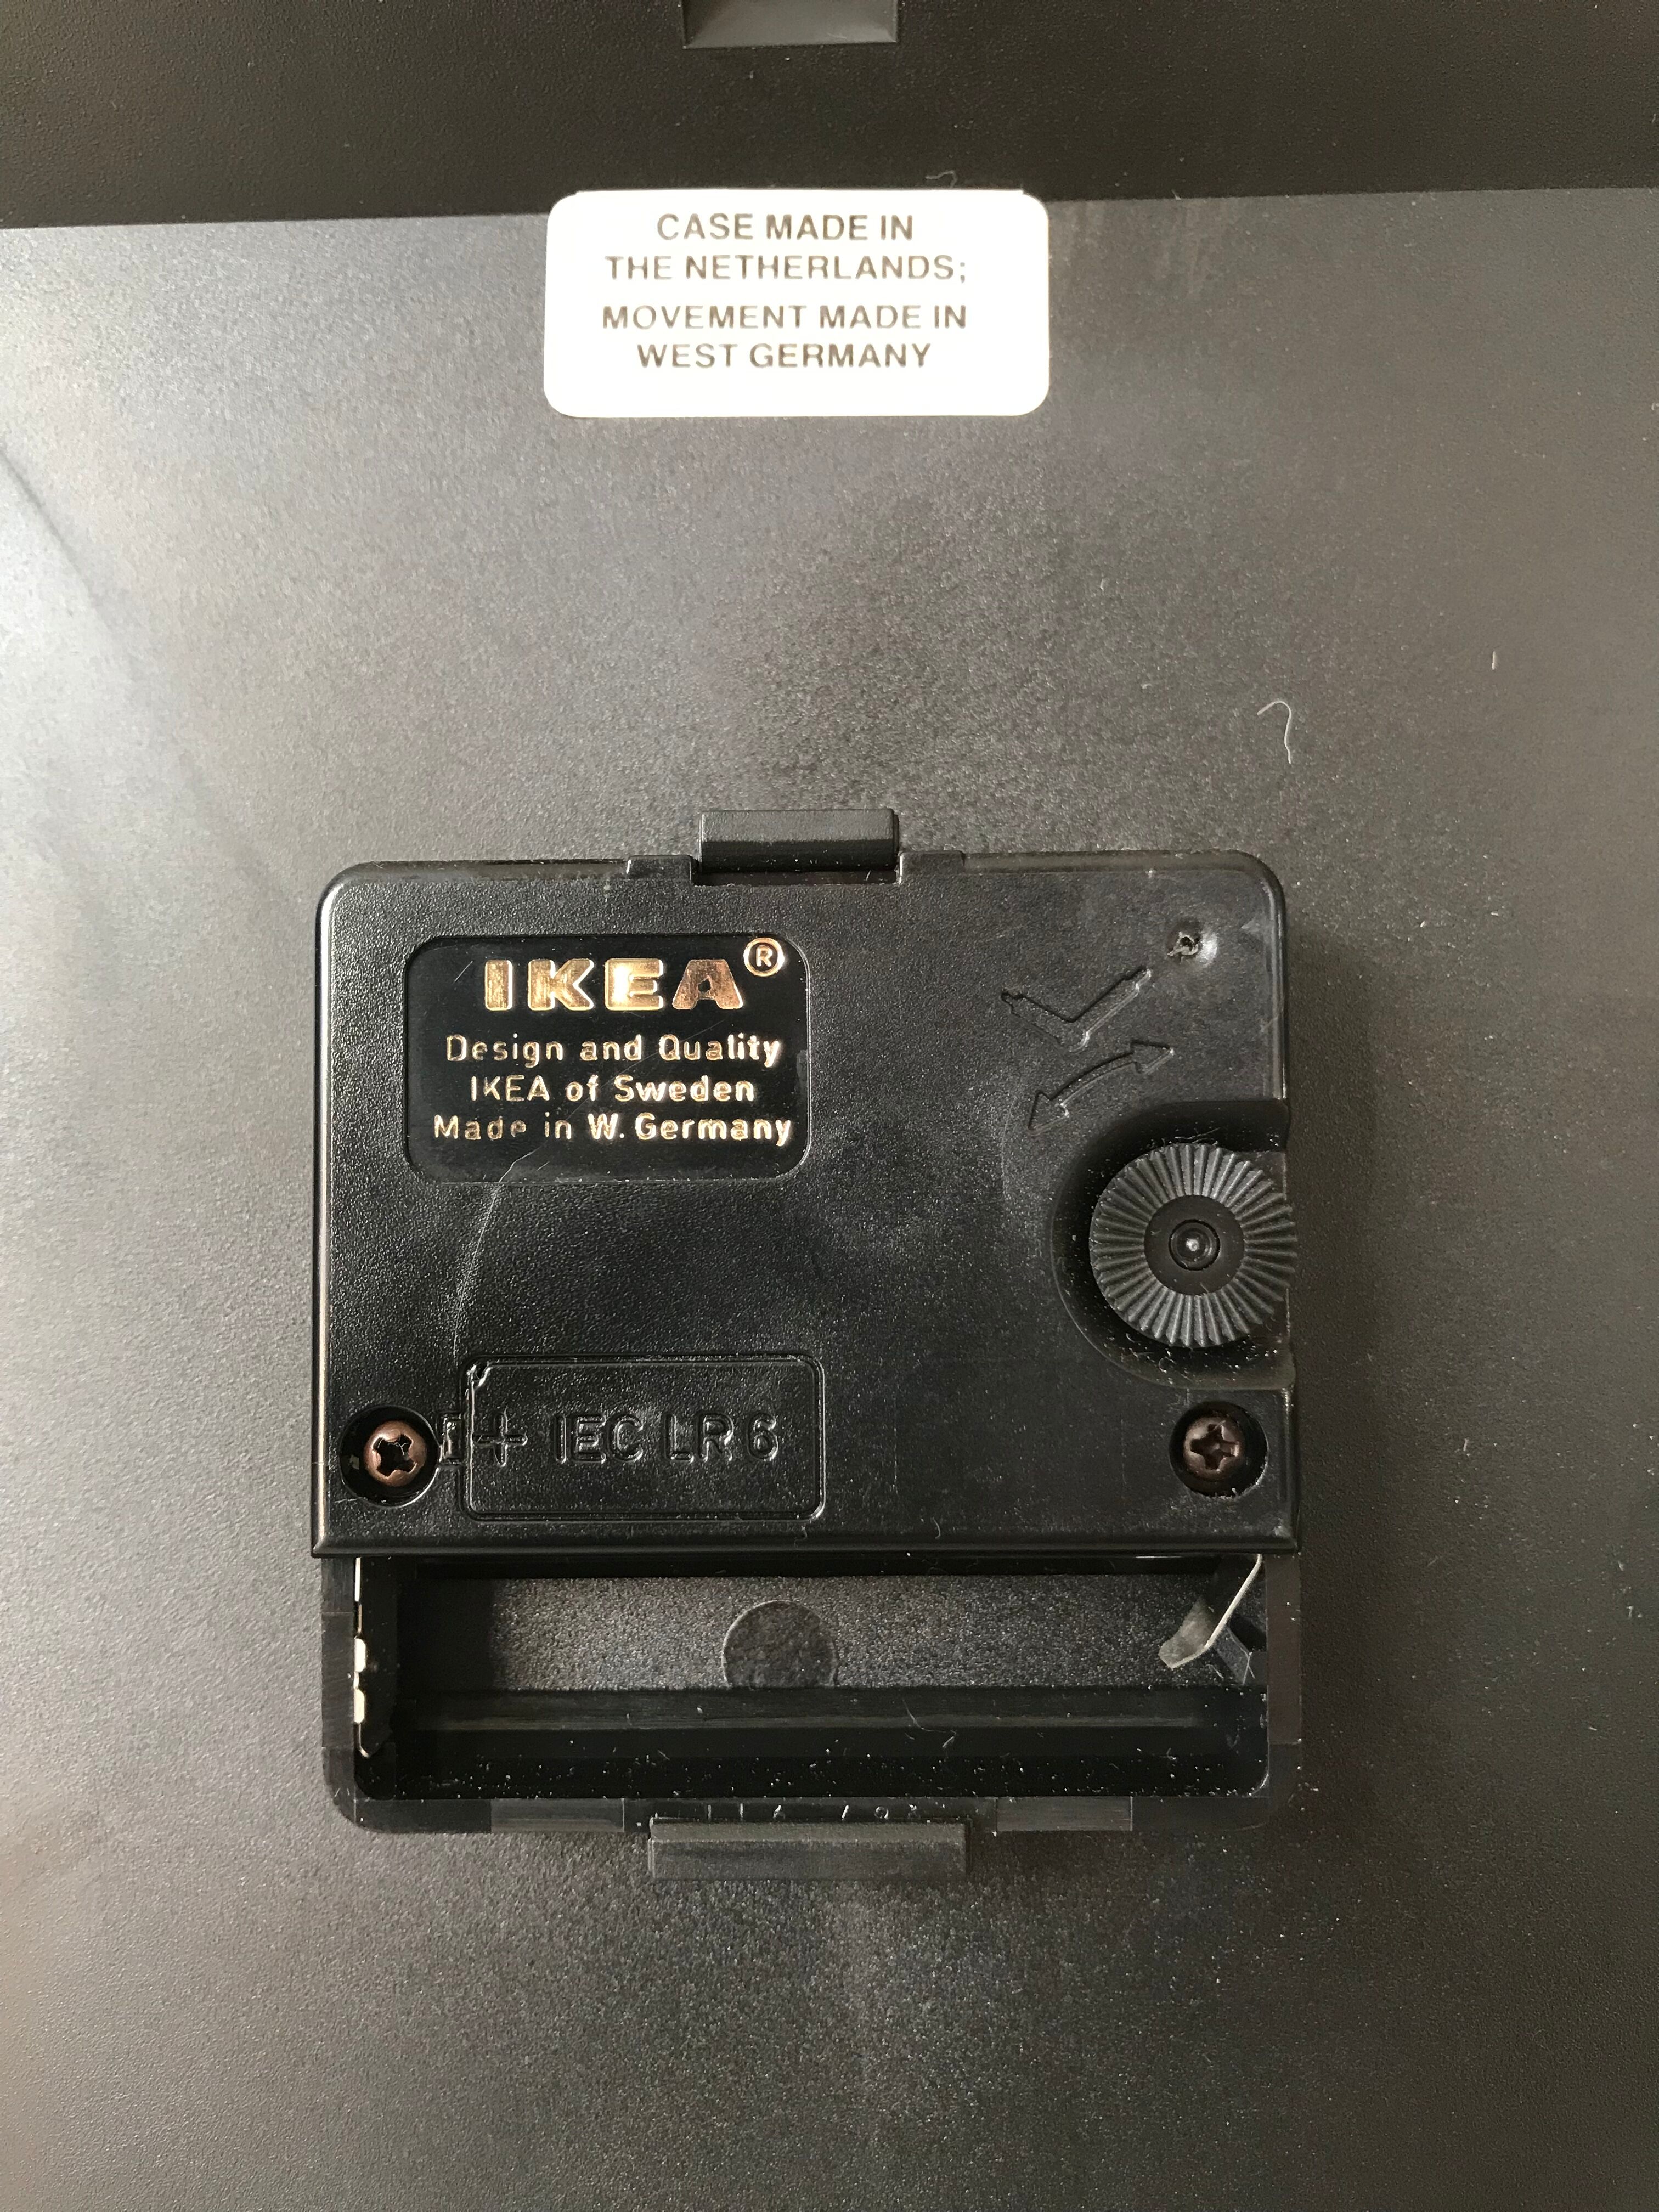 CASE MADE IN
THE NETHERLANDS;
MOVEMENT MADE IN
WEST GERMANY
IKEA®
Design and Quality
IKEA of Sweden
Made in W. Germany
+ IEC LR 6